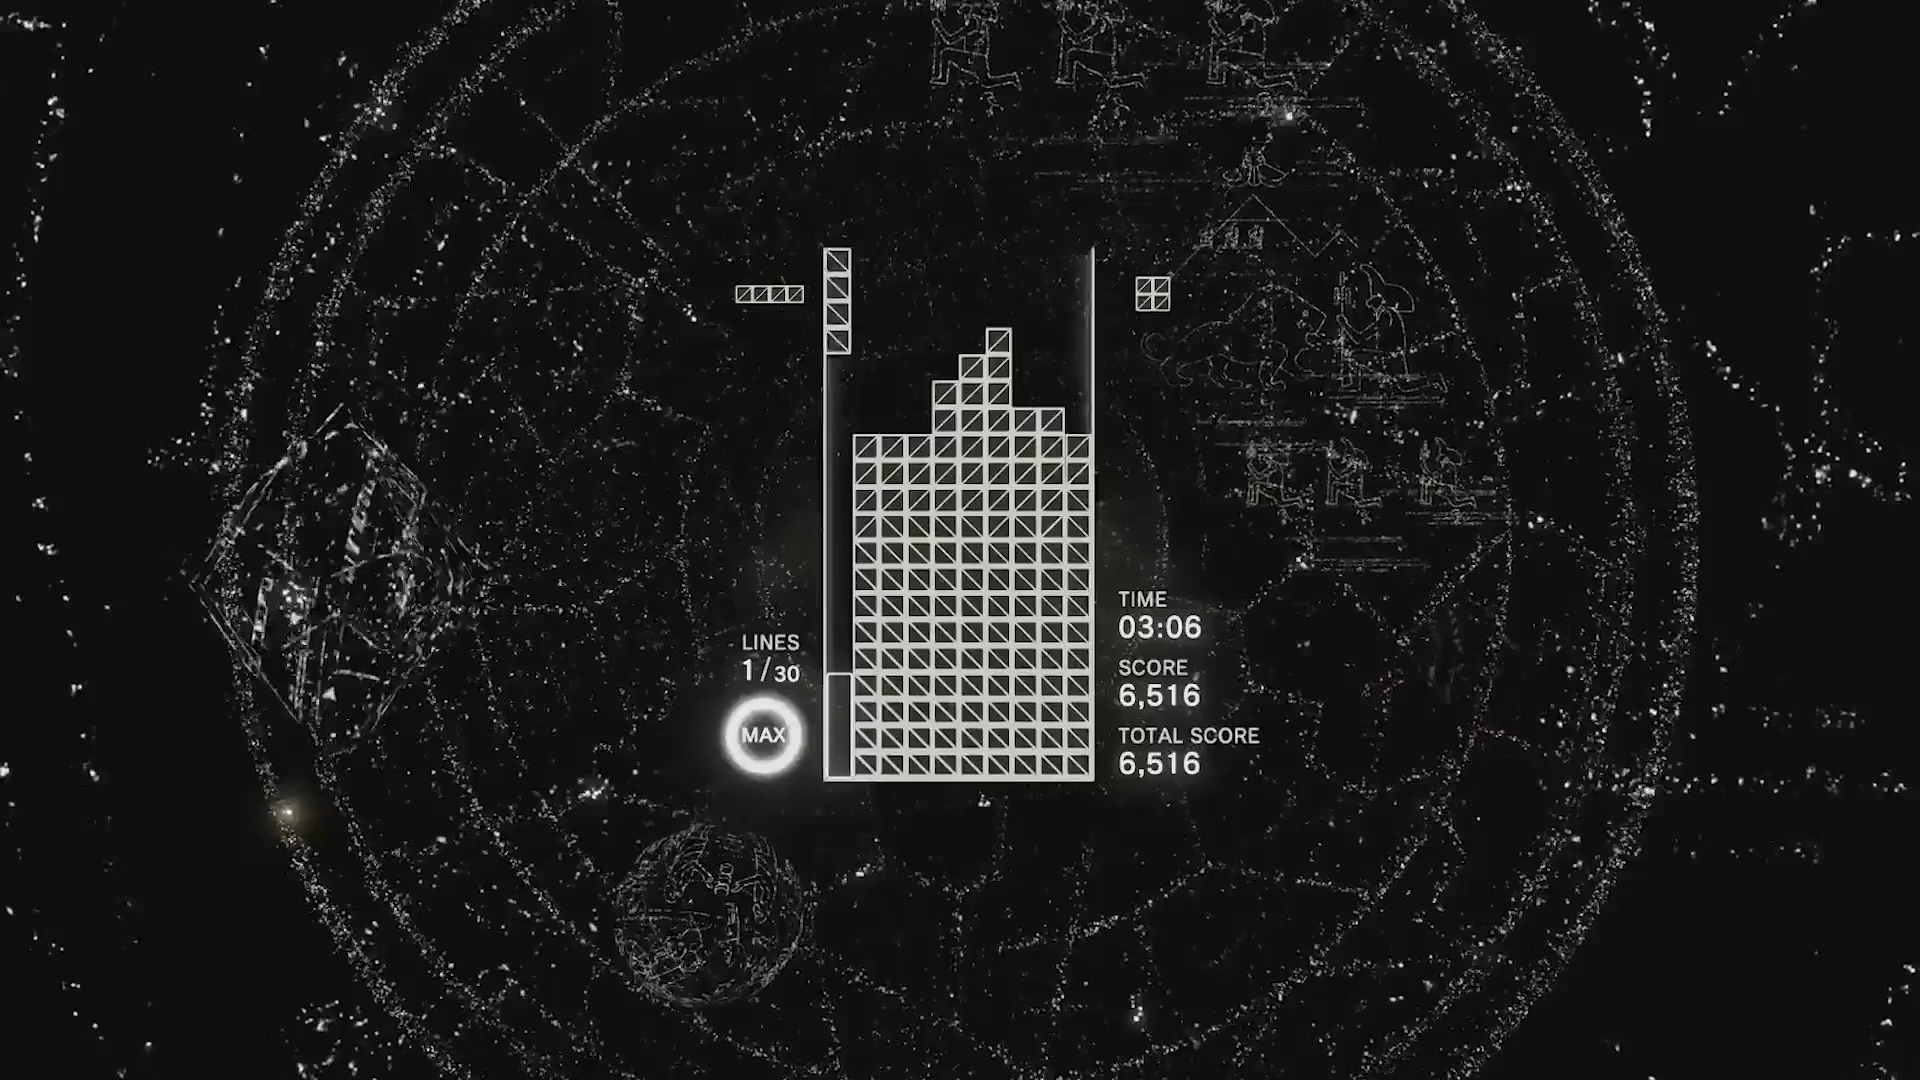 LINES
1/30
MAX
TIME
03:06
SCORE
6,516
TOTAL SCORE
6,516